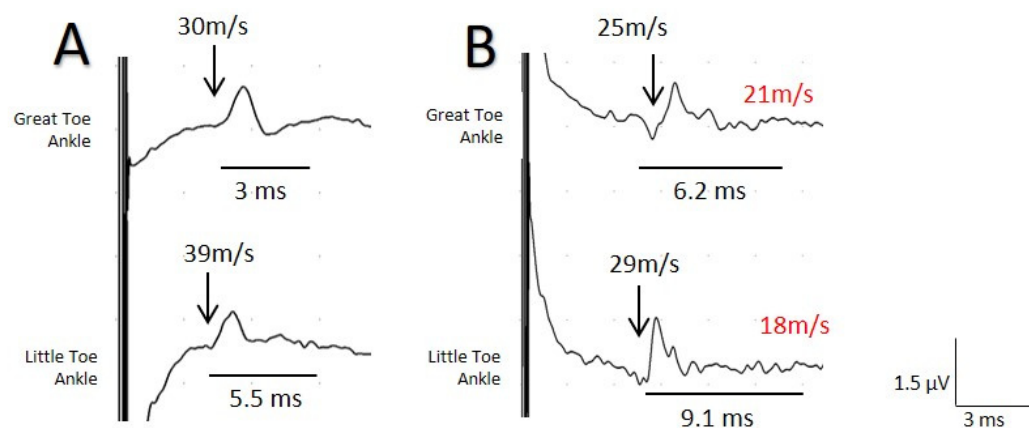 A
30m/s
Great Toe
Ankle
3 ms
39m/s
Little Toe
Ankle
5.5 ms
B
25m/s
21m/s
Great Toe
Ankle
6.2 ms
29m/s
18m/s
Little Toe
Ankle
9.1 ms
1.5 µV
3 ms